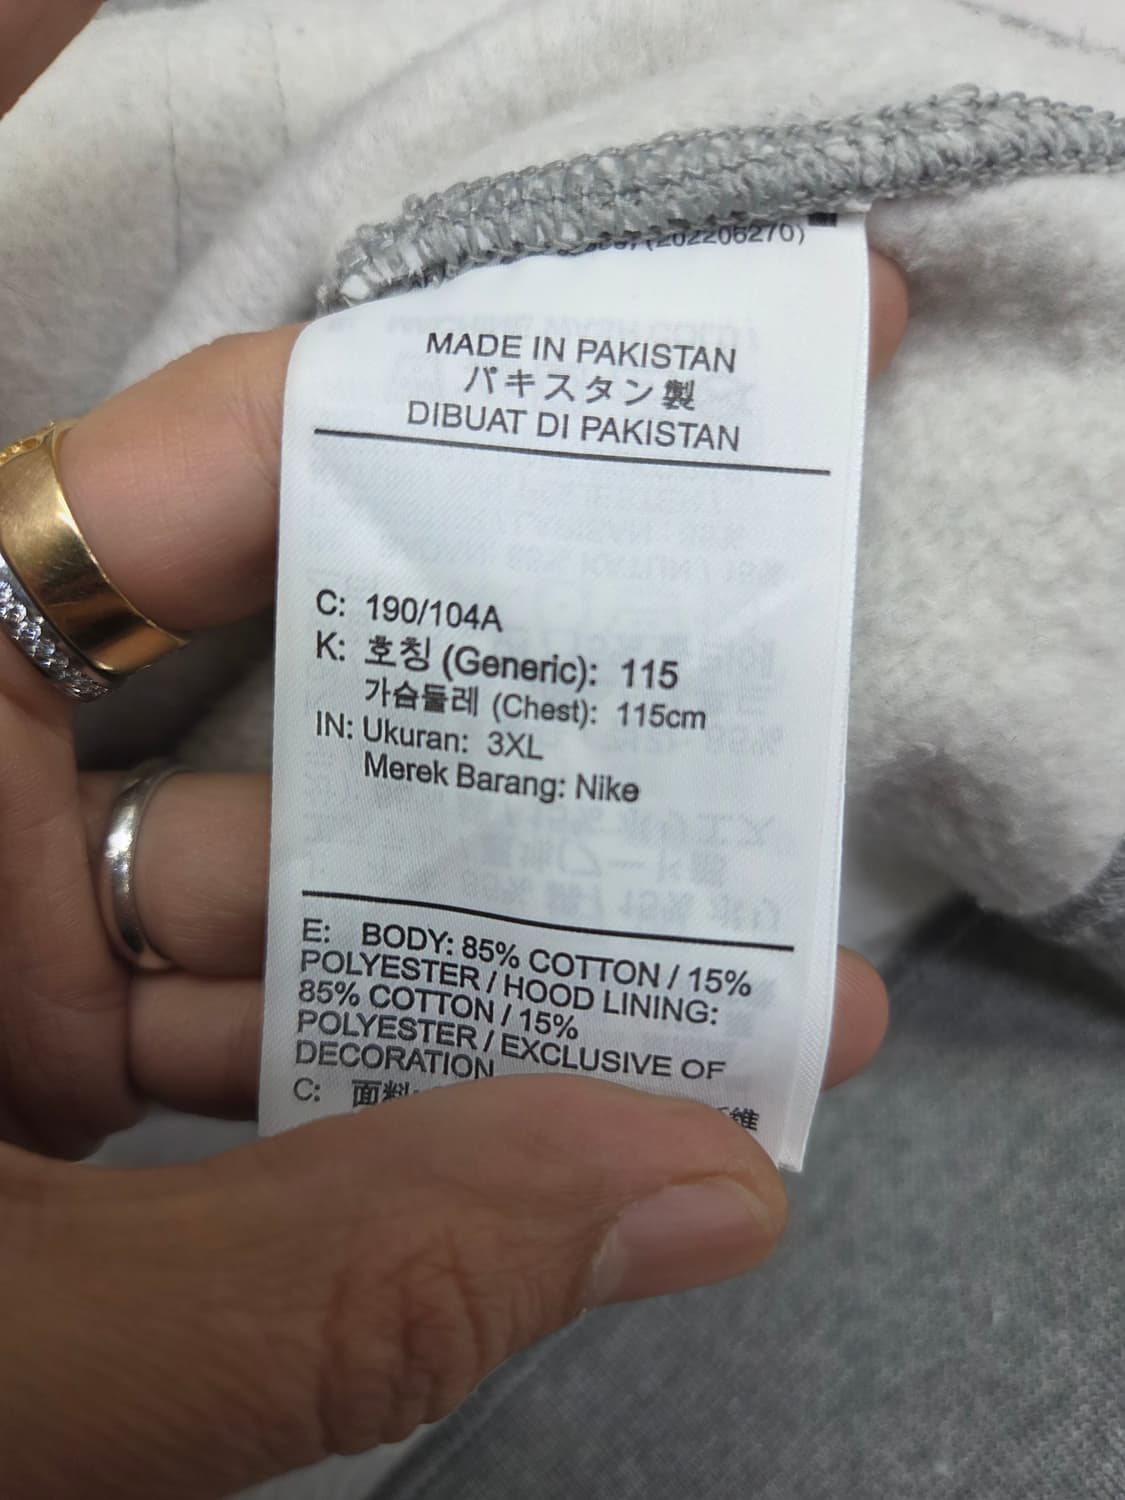 (202206270)
MADE IN PAKISTAN
パキスタン製
DIBUAT DI PAKISTAN
C: 190/104A
K: 호칭 (Generic): 115
가슴둘레 (Chest): 115cm
IN: Ukuran: 3XL
Merek Barang: Nike
E: BODY: 85% COTTON / 15%
POLYESTER / HOOD LINING:
85% COTTON / 15%
POLYESTER / EXCLUSIVE OF
DECORATION
C: 面料